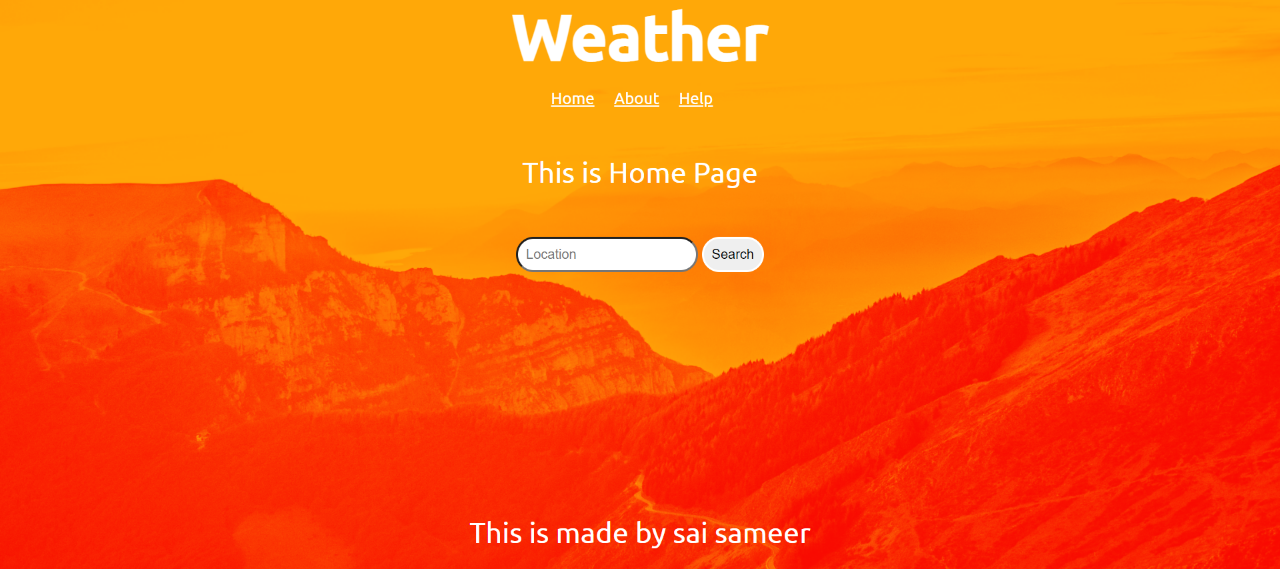 Weather
Home About Help
This is Home Page
Location Search
This is made by sai sameer